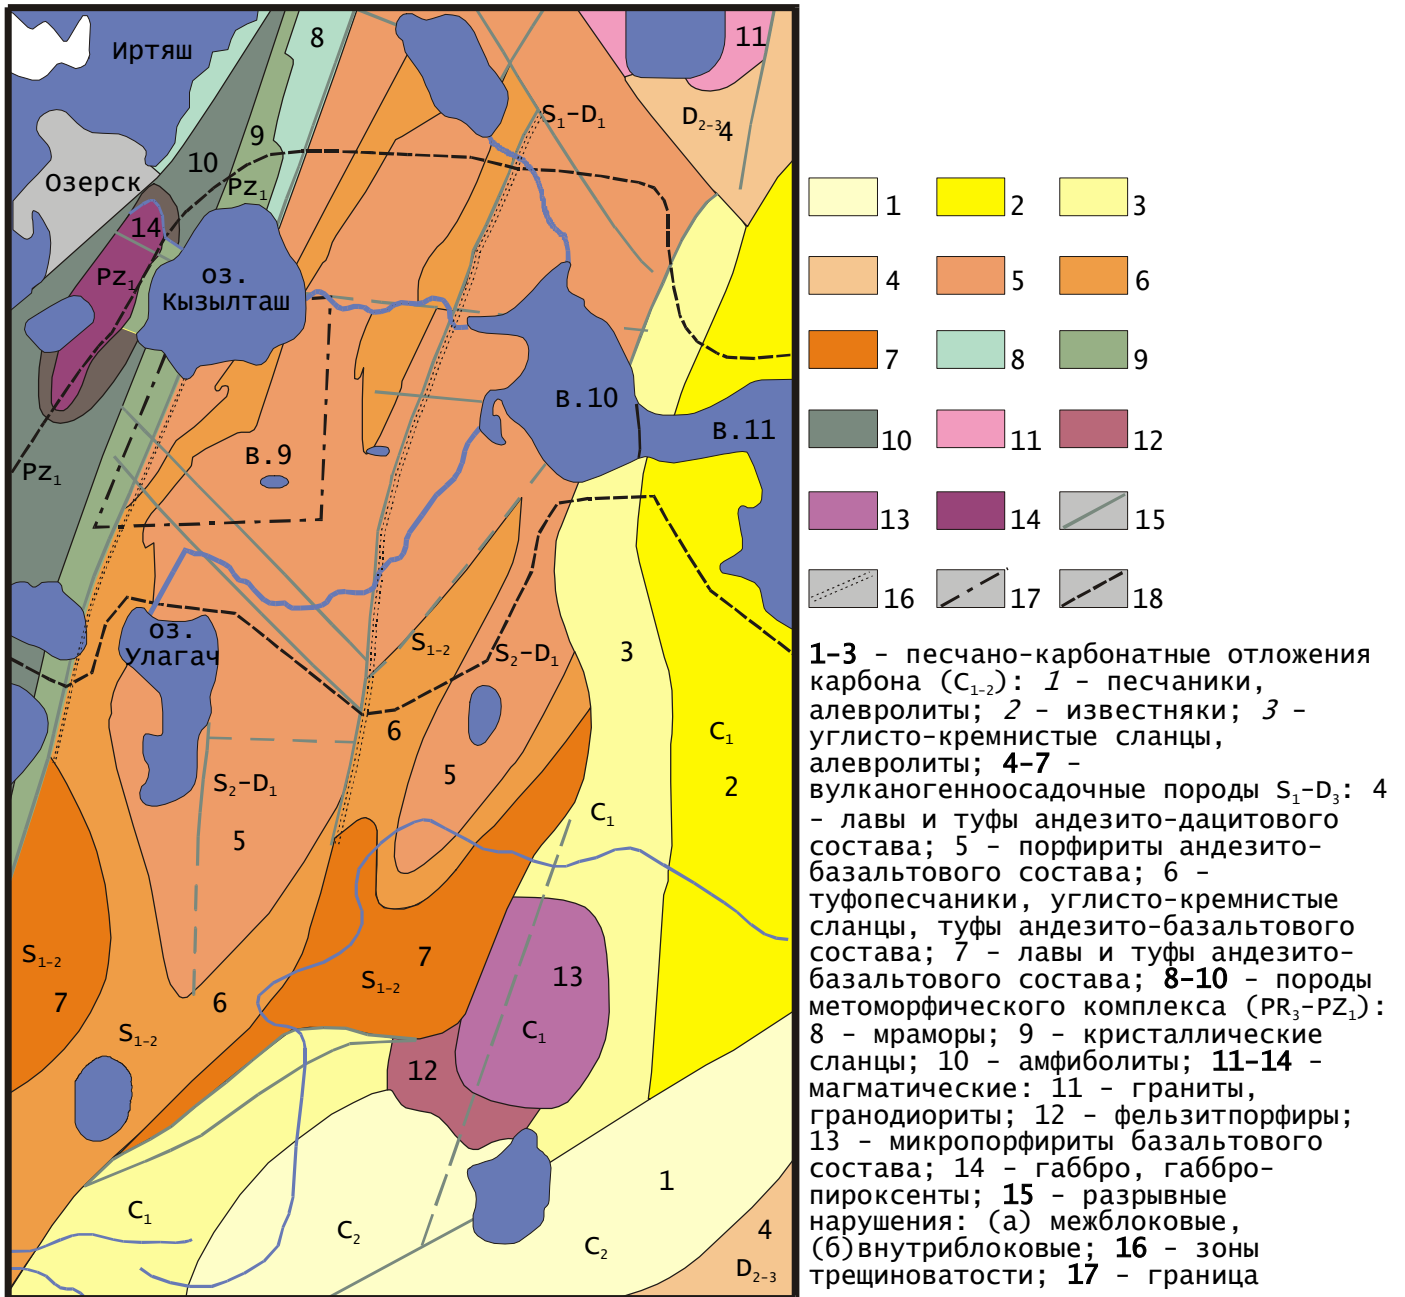 Иртяш
8
11
S₁-D₁
D₂₋₃
4
9
10
Pz₁
Озерск
14
Pz₁
оз.
Кызылташ
в.10
в.11
в.9
Pz₁
оз.
Улагач
S₁₋₂
S₂-D₁
3
6
C₁
5
2
S₂-D₁
C₁
5
S₁₋₂
7
7
S₁₋₂
13
6
C₁
S₁₋₂
12
1
C₁
C₂
C₂
4
D₂₋₃
1 2 3
4 5 6
7 8 9
10 11 12
13 14 15
16 17 18
1-3 - песчано-карбонатные отложения
карбона (C₁₋₂): 1 - песчаники,
алевролиты; 2 - известняки; 3 -
углисто-кремнистые сланцы,
алевролиты; 4-7 -
вулканогенноосадочные породы S₁-D₃: 4
- лавы и туфы андезито-дацитового
состава; 5 - порфириты андезито-
базальтового состава; 6 -
туфопесчаники, углисто-кремнистые
сланцы, туфы андезито-базальтового
состава; 7 - лавы и туфы андезито-
базальтового состава; 8-10 - породы
метоморфического комплекса (PR₃-PZ₁):
8 - мраморы; 9 - кристаллические
сланцы; 10 - амфиболиты; 11-14 -
магматические: 11 - граниты,
гранодиориты; 12 - фельзитпорфиры;
13 - микропорфириты базальтового
состава; 14 - габбро, габбро-
пироксенты; 15 - разрывные
нарушения: (а) межблоковые,
(б)внутриблоковые; 16 - зоны
трещиноватости; 17 - граница